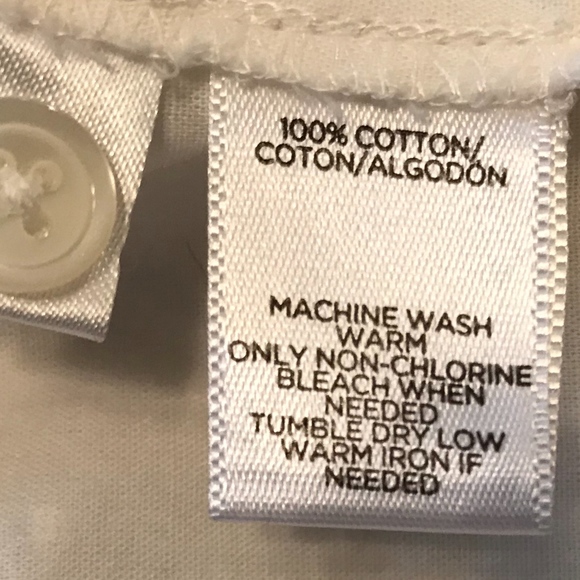 100% COTTON/
COTON/ALGODÓN
MACHINE WASH
WARM
ONLY NON-CHLORINE
BLEACH WHEN
NEEDED
TUMBLE DRY LOW
WARM IRON IF
NEEDED